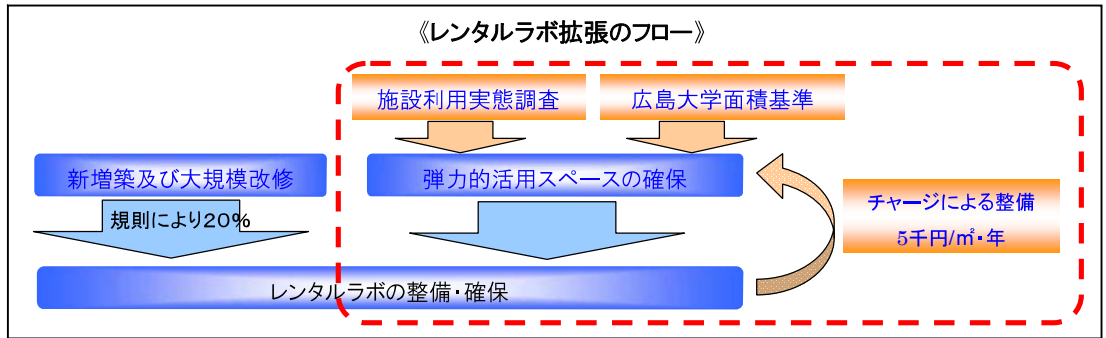 《レンタルラボ拡張のフロー》
施設利用実態調査
広島大学面積基準
新増築及び大規模改修
弾力的活用スペースの確保
規則により20%
チャージによる整備
5千円/㎡・年
レンタルラボの整備・確保